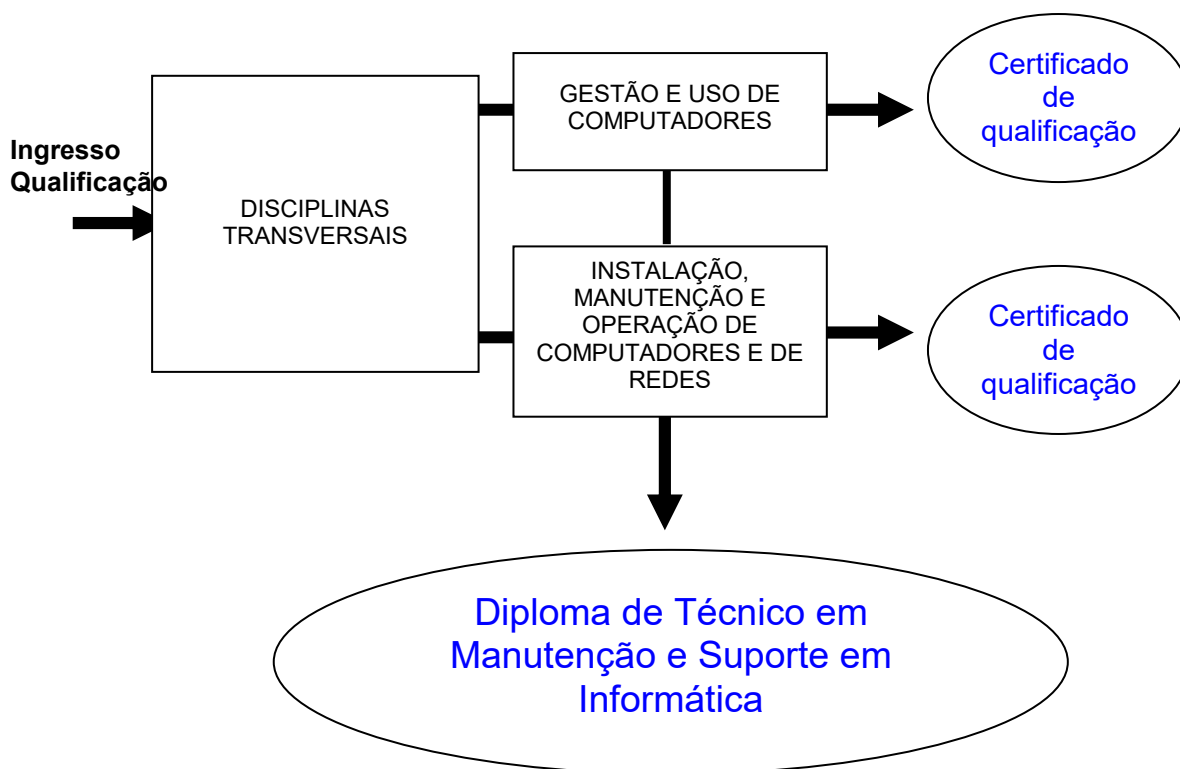 Ingresso
Qualificação
DISCIPLINAS
TRANSVERSAIS
GESTÃO E USO DE
COMPUTADORES
Certificado
de
qualificação
INSTALAÇÃO,
MANUTENÇÃO E
OPERAÇÃO DE
COMPUTADORES E DE
REDES
Certificado
de
qualificação
Diploma de Técnico em
Manutenção e Suporte em
Informática